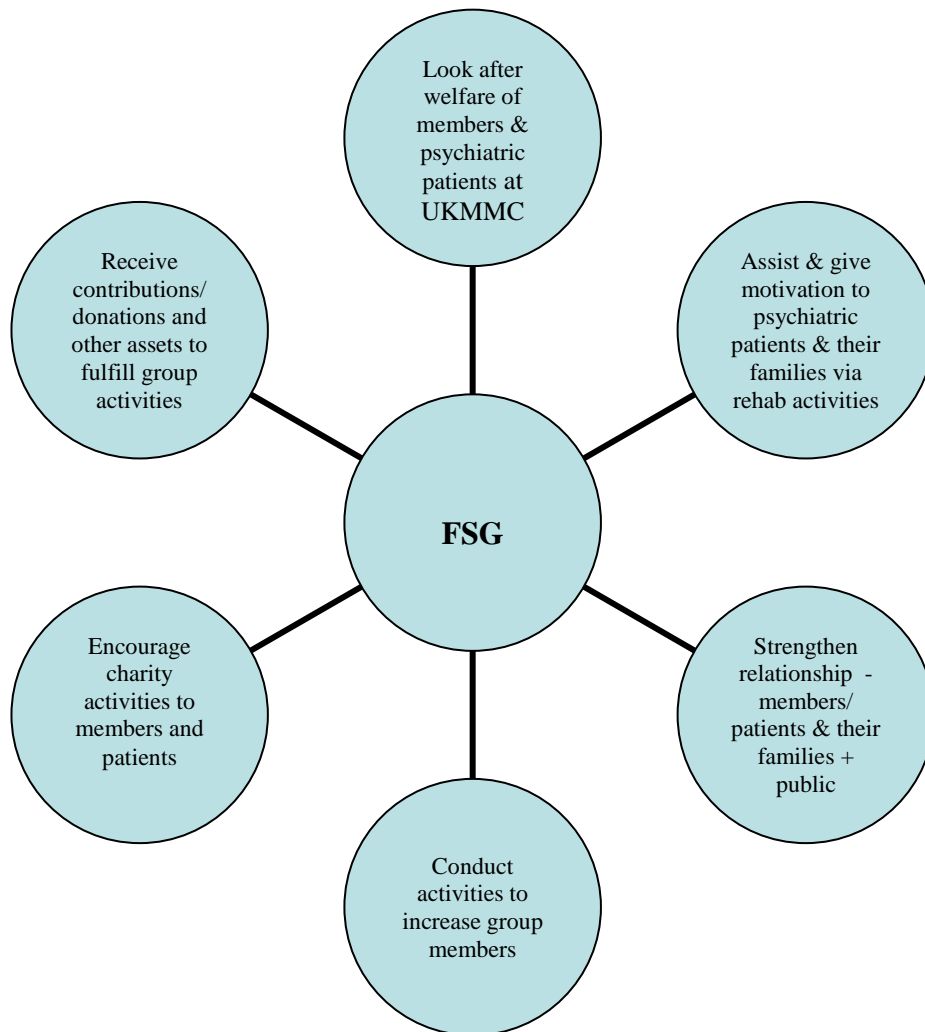 Look after
welfare of
members &
psychiatric
patients at
UKMMC
Assist & give
motivation to
psychiatric
patients & their
families via
rehab activities
Strengthen
relationship -
members/
patients & their
families +
public
Conduct
activities to
increase group
members
Encourage
charity
activities to
members and
patients
Receive
contributions/
donations and
other assets to
fulfill group
activities
FSG